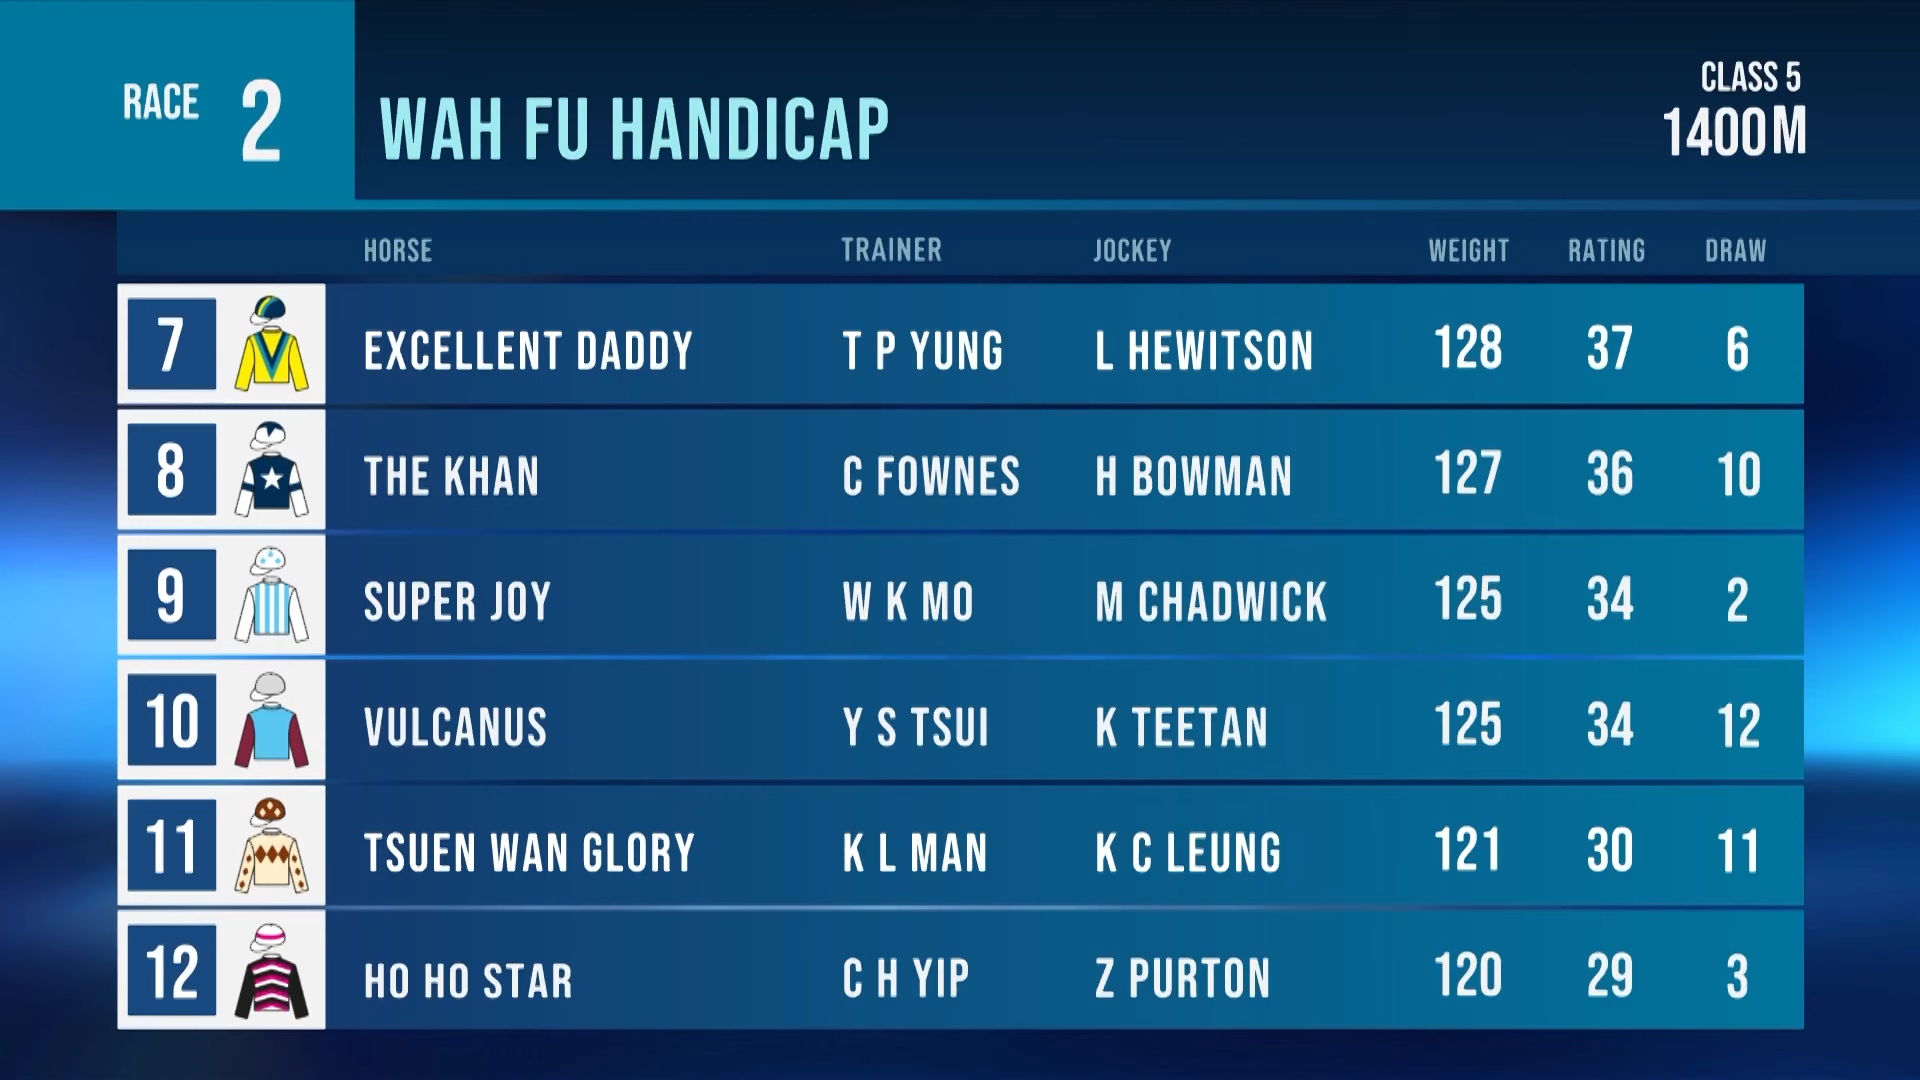 RACE 2
WAH FU HANDICAP
CLASS 5
1400M
HORSE TRAINER JOCKEY WEIGHT RATING DRAW
7 EXCELLENT DADDY T P YUNG L HEWITSON 128 37 6
8 THE KHAN C FOWNES H BOWMAN 127 36 10
9 SUPER JOY W K MO M CHADWICK 125 34 2
10 VULCANUS Y S TSUI K TEETAN 125 34 12
11 TSUEN WAN GLORY K L MAN K C LEUNG 121 30 11
12 HO HO STAR C H YIP Z PURTON 120 29 3